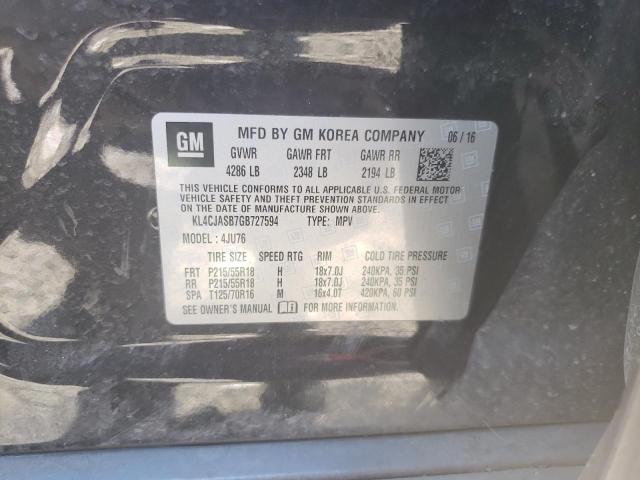 GM MFD BY GM KOREA COMPANY 06/16
GVWR GAWR FRT GAWR RR
4286 LB 2348 LB 2194 LB
THIS VEHICLE CONFORMS TO ALL APPLICABLE U.S. FEDERAL MOTOR
VEHICLE SAFETY AND THEFT PREVENTION STANDARDS IN EFFECT
ON THE DATE OF MANUFACTURE SHOWN ABOVE.
KL4CJASB7GB727594 TYPE: MPV
MODEL: 4JU76
TIRE SIZE SPEED RTG RIM COLD TIRE PRESSURE
FRT P215/55R18 H 18x7.0J 240KPA, 35 PSI
RR P215/55R18 H 18x7.0J 240KPA, 35 PSI
SPA T125/70R16 M 16x4.0T 420KPA, 60 PSI
SEE OWNER'S MANUAL FOR MORE INFORMATION.